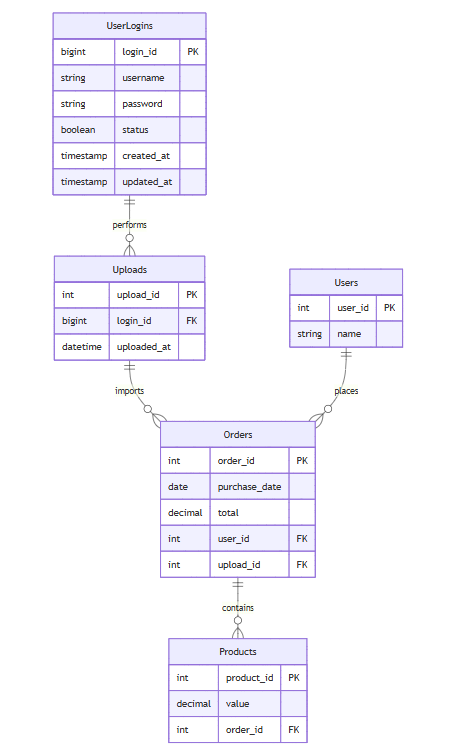 UserLogins
bigint login_id PK
string username
string password
boolean status
timestamp created_at
timestamp updated_at
performs
Uploads
int upload_id PK
bigint login_id FK
datetime uploaded_at
Users
int user_id PK
string name
imports
places
Orders
int order_id PK
date purchase_date
decimal total
int user_id FK
int upload_id FK
contains
Products
int product_id PK
decimal value
int order_id FK